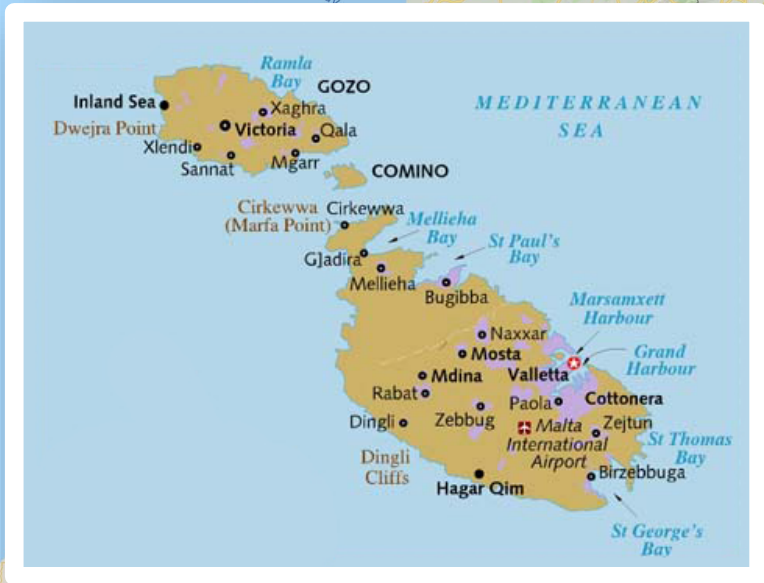 Ramla
Bay
GOZO
MEDITERRANEAN
SEA
Inland Sea
Xaghra
Dwejra Point
Victoria
Qala
Xlendi
Sannat
Mgarr
COMINO
Cirkewwa
(Marfa Point)
Cirkewwa
Mellieha
Bay
St Paul's
Bay
G]adira
Mellieha
Bugibba
Marsamxett
Harbour
Naxxar
Grand
Harbour
Mosta
Mdina
Valletta
Rabat
Paola
Cottonera
Dingli
Zebbug
Malta
International
Airport
Zejtun
St Thomas
Bay
Dingli
Cliffs
Birzebbuga
Hagar Qim
St George's
Bay